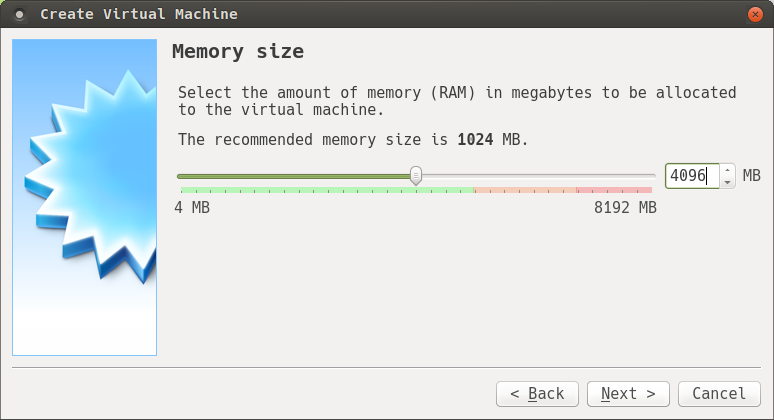 Create Virtual Machine
Memory size
Select the amount of memory (RAM) in megabytes to be allocated
to the virtual machine.
The recommended memory size is 1024 MB.
4096 MB
4 MB 8192 MB
< Back Next > Cancel